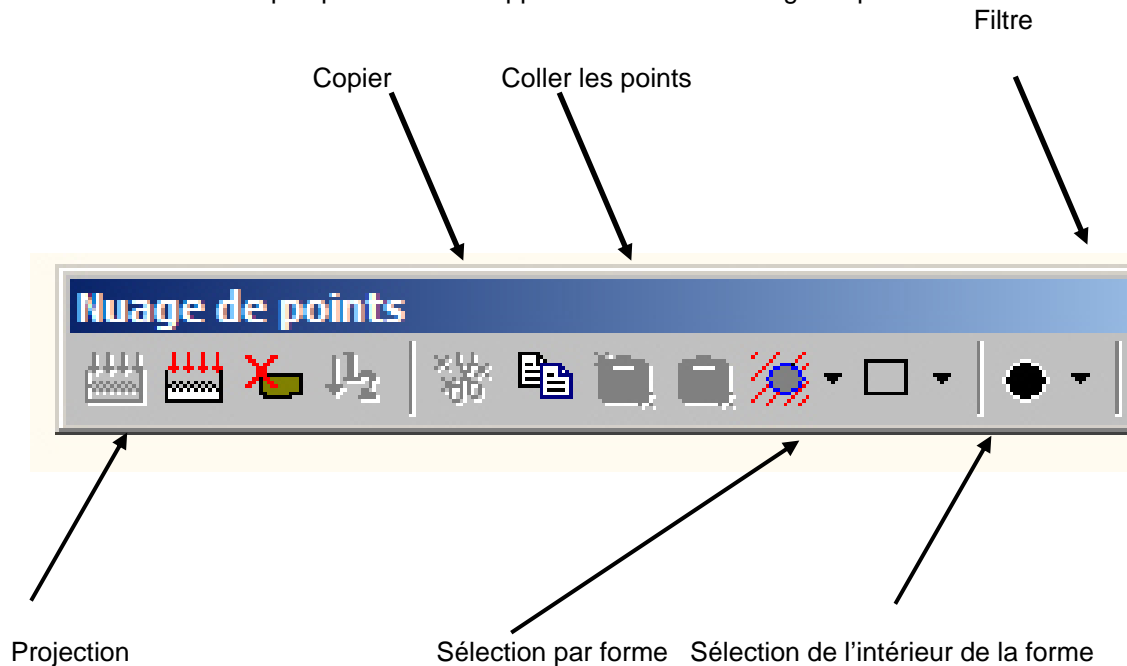 Filtre
Copier Coller les points
Nuage de points
Projection Sélection par forme Sélection de l'intérieur de la forme